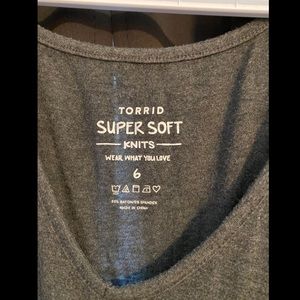 TORRID
SUPER SOFT
KNITS
WEAR WHAT YOU LOVE
6
MADE IN CHINA